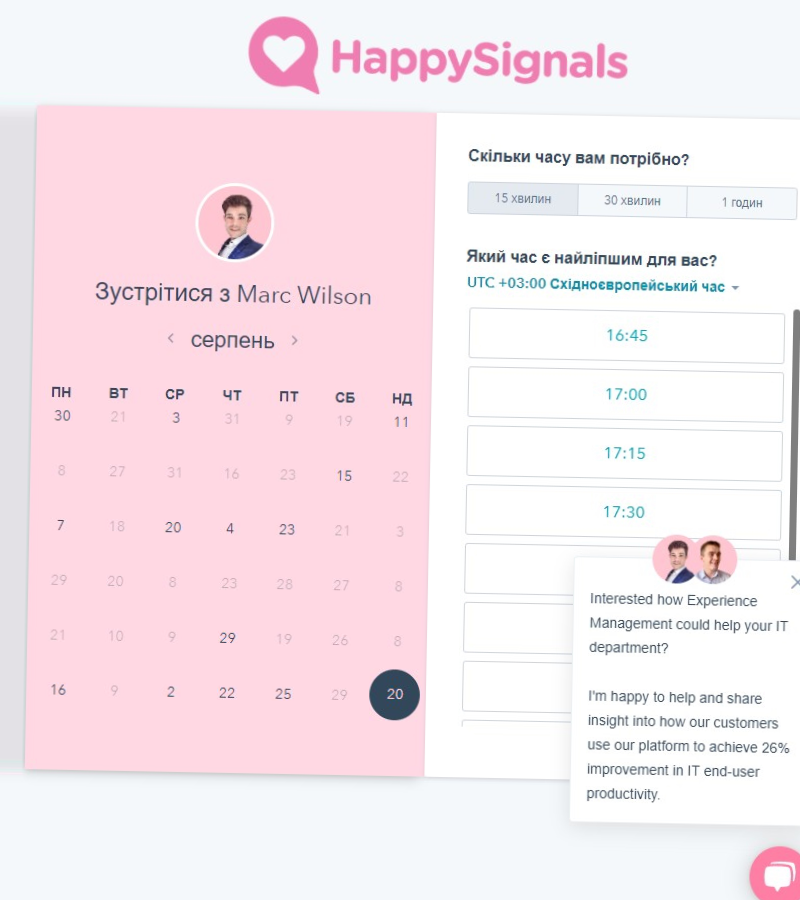 HappySignals
Зустрітися з Marc Wilson
серпень
ПН ВТ СР ЧТ ПТ СБ НД
30 21 3 31 9 19 11
8 27 31 16 23 15 22
7 18 20 4 23 21 3
29 20 8 23 28 27 8
21 10 9 29 19 26 8
16 9 2 22 25 29 20
Скільки часу вам потрібно?
15 хвилин 30 хвилин 1 годин
Який час є найліпшим для вас?
UTC +03:00 Східноєвропейський час
16:45
17:00
17:15
17:30
Interested how Experience
Management could help your IT
department?
I'm happy to help and share
insight into how our customers
use our platform to achieve 26%
improvement in IT end-user
productivity.